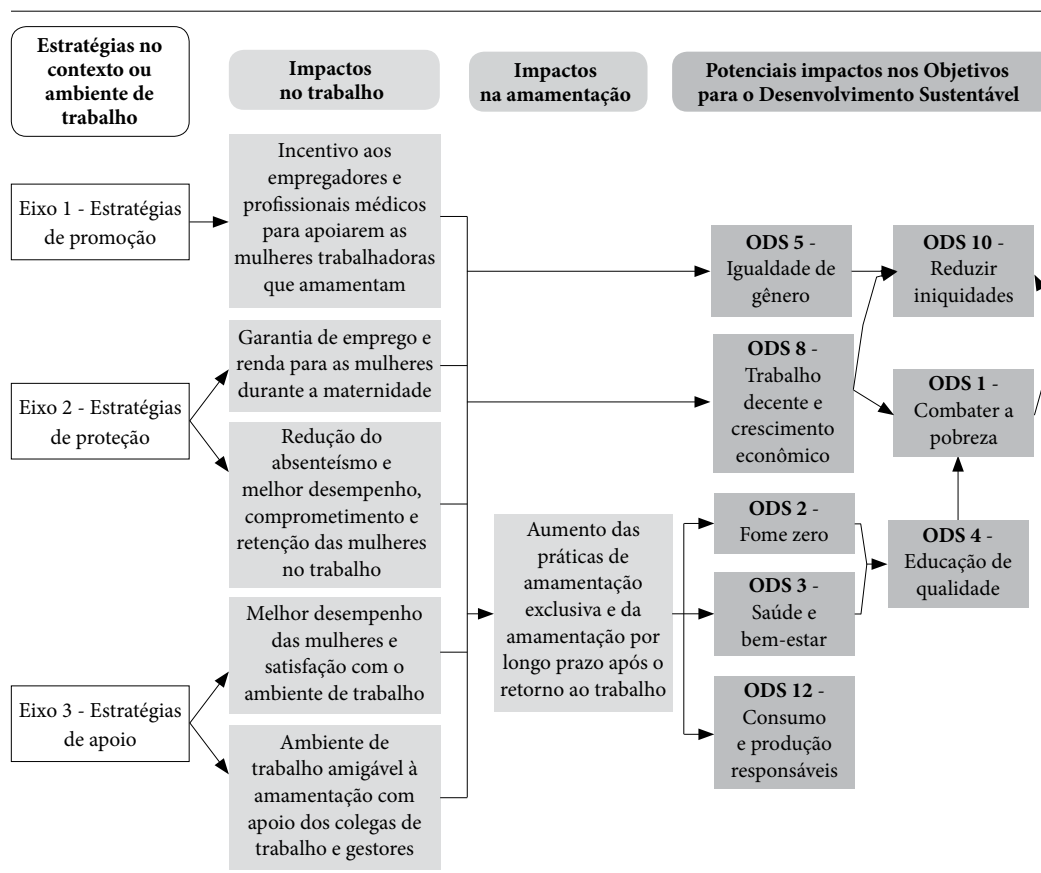 Estratégias no
contexto ou
ambiente de
trabalho
Impactos
no trabalho
Impactos
na amamentação
Potenciais impactos nos Objetivos
para o Desenvolvimento Sustentável
Eixo 1 - Estratégias
de promoção
Incentivo aos
empregadores e
profissionais médicos
para apoiarem as
mulheres trabalhadoras
que amamentam
Eixo 2 - Estratégias
de proteção
Garantia de emprego e
renda para as mulheres
durante a maternidade
Redução do
absenteísmo e
melhor desempenho,
comprometimento e
retenção das mulheres
no trabalho
Eixo 3 - Estratégias
de apoio
Melhor desempenho
das mulheres e
satisfação com o
ambiente de trabalho
Ambiente de
trabalho amigável à
amamentação com
apoio dos colegas de
trabalho e gestores
Aumento das
práticas de
amamentação
exclusiva e da
amamentação por
longo prazo após o
retorno ao trabalho
ODS 5 -
Igualdade de
gênero
ODS 8 -
Trabalho
decente e
crescimento
econômico
ODS 2 -
Fome zero
ODS 3 -
Saúde e
bem-estar
ODS 12 -
Consumo
e produção
responsáveis
ODS 10 -
Reduzir
iniquidades
ODS 1 -
Combater a
pobreza
ODS 4 -
Educação de
qualidade